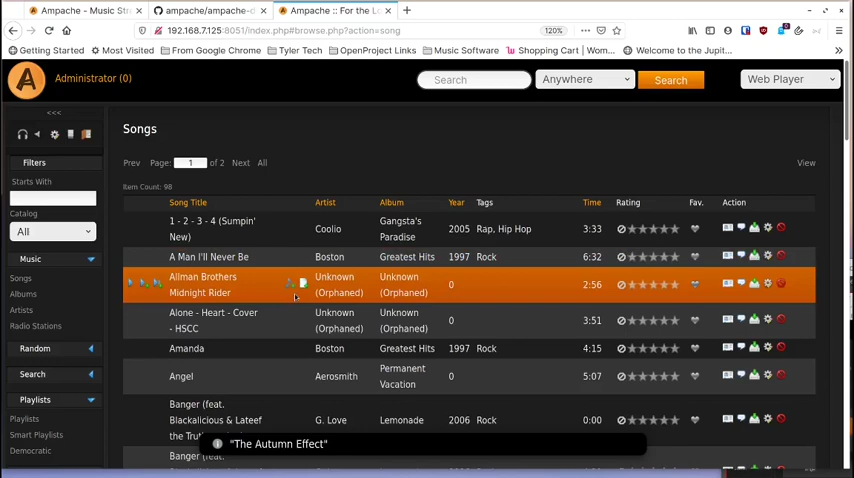 Ampache - Music Str
ampache/ampache-d
Ampache :: For the Lo
192.168.7.125:8051/index.php#browse.php?action=song
120%
Getting Started
Most Visited
From Google Chrome
Tyler Tech
OpenProject Links
Music Software
Shopping Cart | Wom...
Welcome to the Jupit...
Administrator (0)
Search
Anywhere
Search
Web Player
<<<
Filters
Starts With
Catalog
All
Music
Songs
Albums
Artists
Radio Stations
Random
Search
Playlists
Playlists
Smart Playlists
Democratic
Songs
Prev Page: 1 of 2 Next All
View
Item Count: 98
Song Title Artist Album Year Tags Time Rating Fav. Action
1 - 2 - 3 - 4 (Sumpin' New) Coolio Gangsta's Paradise 2005 Rap, Hip Hop 3:33
A Man I'll Never Be Boston Greatest Hits 1997 Rock 6:32
Allman Brothers Midnight Rider Unknown (Orphaned) Unknown (Orphaned) 0 2:56
Alone - Heart - Cover - HSCC Unknown (Orphaned) Unknown (Orphaned) 0 3:51
Amanda Boston Greatest Hits 1997 Rock 4:15
Angel Aerosmith Permanent Vacation 0 5:07
Banger (feat. Blackalicious & Lateef the Tru G. Love Lemonade 2006 Rock 0:00
Banger (feat.
"The Autumn Effect"